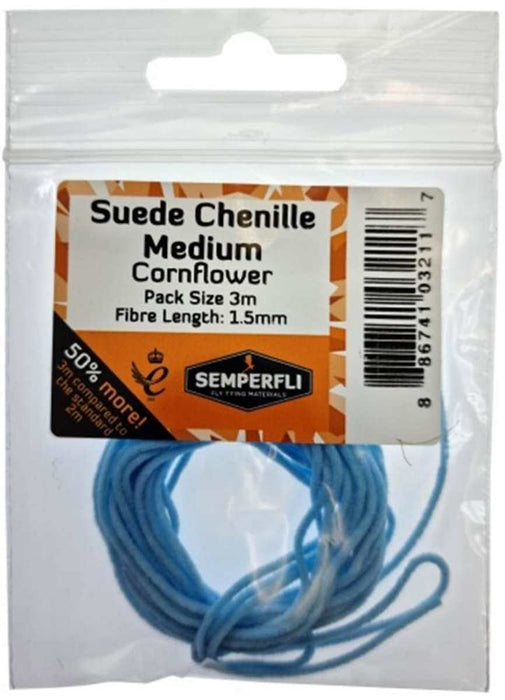 Suede Chenille
Medium
Cornflower
Pack Size 3m
Fibre Length: 1.5mm
50% more!
3m compared to
the standard
2m
SEMPERFLI
FLY TYING MATERIALS
8 86741 03211 7